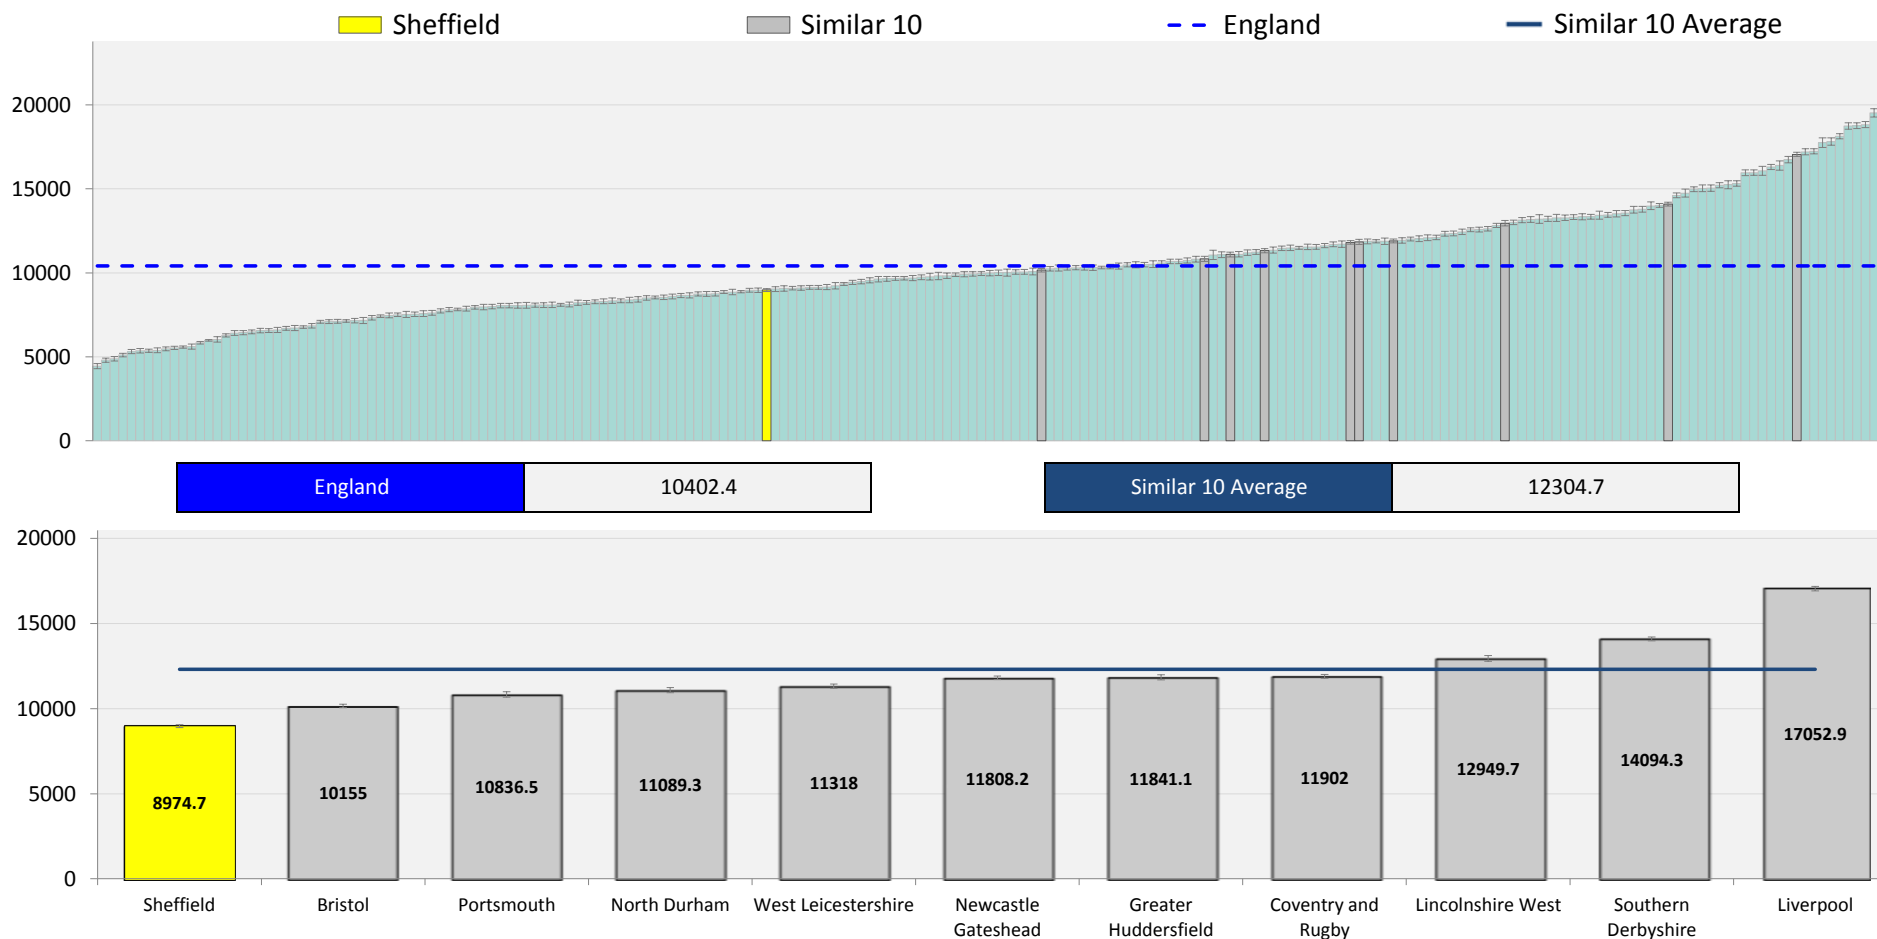 Sheffield Similar 10 England Similar 10 Average
20000
15000
10000
5000
0
England 10402.4 Similar 10 Average 12304.7
20000
15000
10000
5000
0
8974.7 10155 10836.5 11089.3 11318 11808.2 11841.1 11902 12949.7 14094.3 17052.9
Sheffield Bristol Portsmouth North Durham West Leicestershire Newcastle Greater Coventry and Lincolnshire West Southern Liverpool
Gateshead Huddersfield Rugby Derbyshire